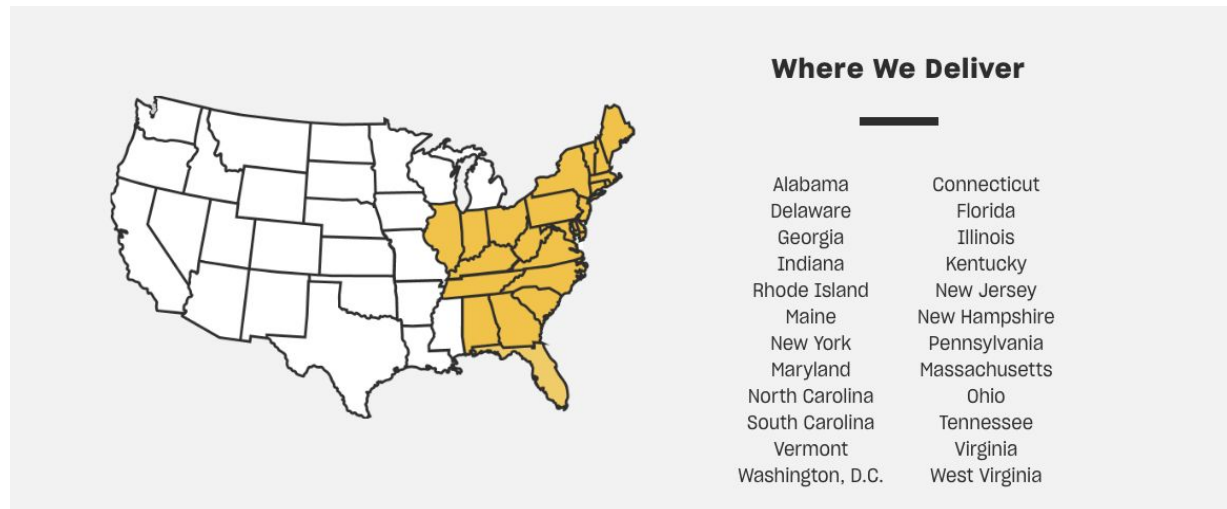 Where We Deliver
Alabama Connecticut
Delaware Florida
Georgia Illinois
Indiana Kentucky
Rhode Island New Jersey
Maine New Hampshire
New York Pennsylvania
Maryland Massachusetts
North Carolina Ohio
South Carolina Tennessee
Vermont Virginia
Washington, D.C. West Virginia